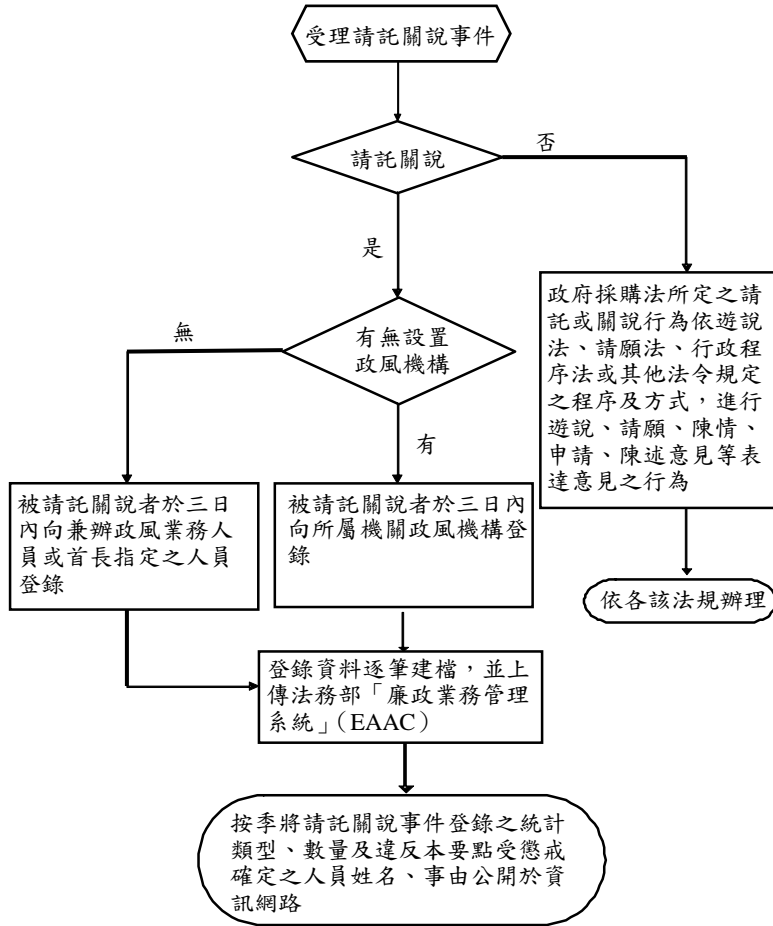 受理請託關說事件
請託關說
否
是
政府採購法所定之請
託或關說行為依遊說
法、請願法、行政程
序法或其他法令規定
之程序及方式，進行
遊說、請願、陳情、
申請、陳述意見等表
達意見之行為
有無設置
政風機構
無
有
被請託關說者於三日
內向兼辦政風業務人
員或首長指定之人員
登錄
被請託關說者於三日內
向所屬機關政風機構登
錄
依各該法規辦理
登錄資料逐筆建檔，並上
傳法務部「廉政業務管理
系統」（EAAC）
按季將請託關說事件登錄之統計
類型、數量及違反本要點受懲戒
確定之人員姓名、事由公開於資
訊網路